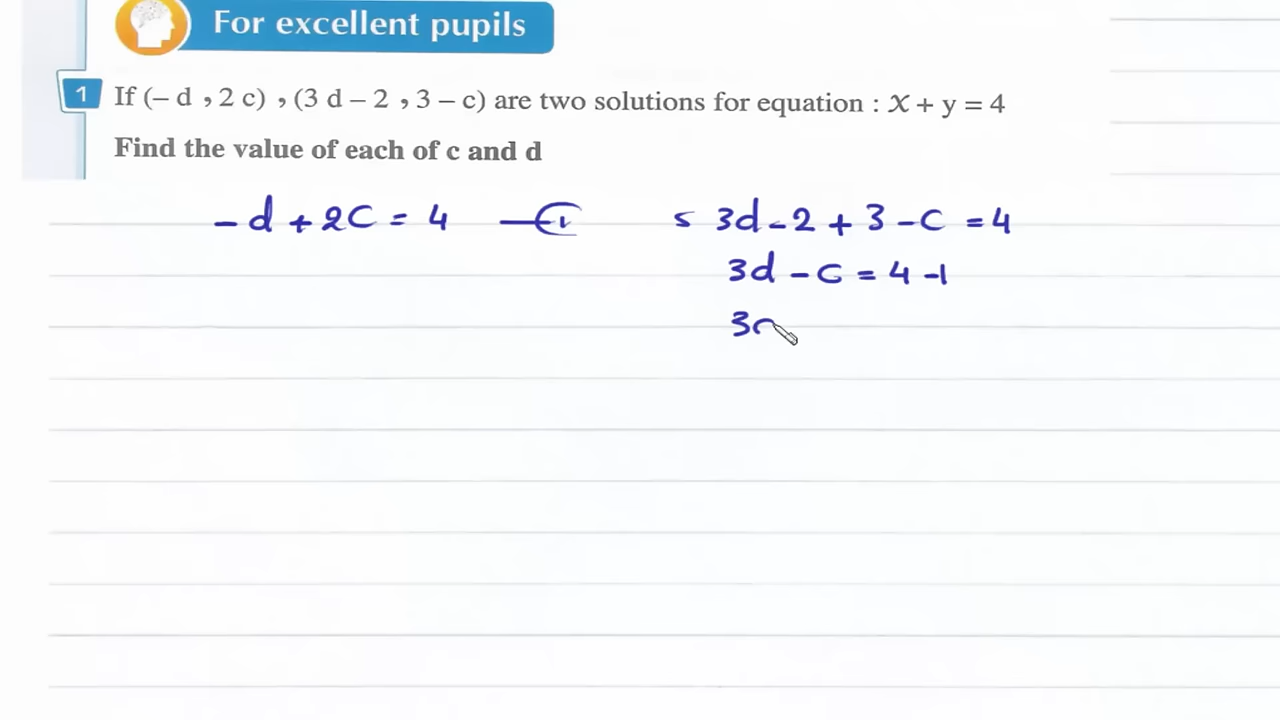 For excellent pupils
1 If (– d , 2 c) , (3 d – 2 , 3 – c) are two solutions for equation : x + y = 4
Find the value of each of c and d
- d + 2C = 4 —① , 3d - 2 + 3 - C = 4
3d - C = 4 - 1
3